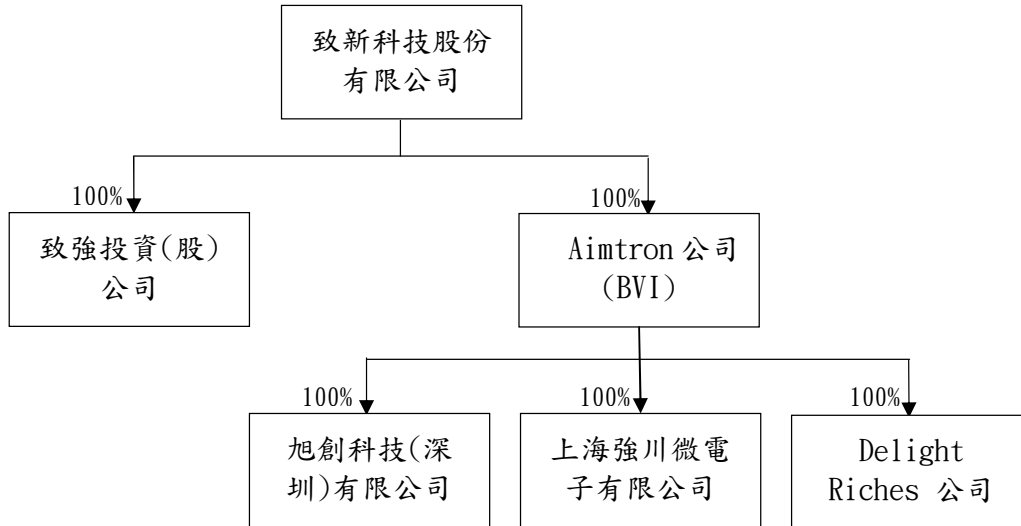 致新科技股份
有限公司
100%
100%
致強投資(股)
公司
Aimtron 公司
(BVI)
100%
100%
100%
旭創科技(深
圳)有限公司
上海強川微電
子有限公司
Delight
Riches 公司